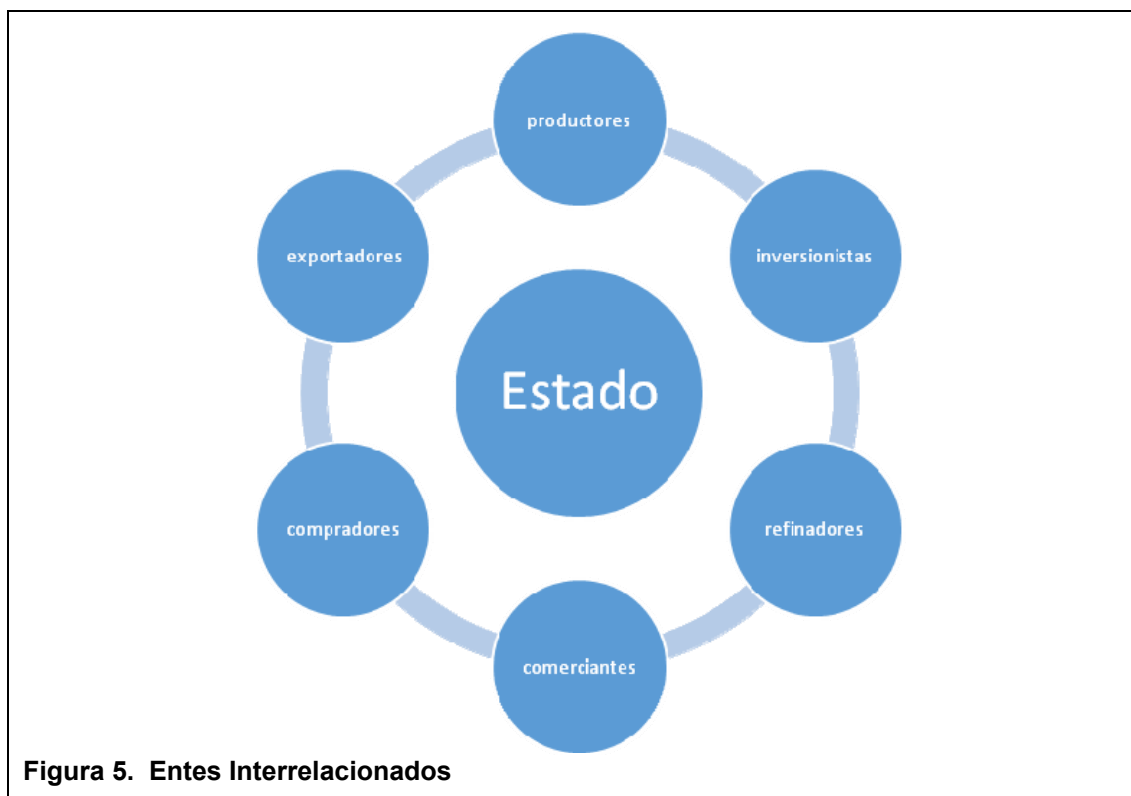 productores
exportadores
inversionistas
Estado
compradores
refinadores
comerciantes
Figura 5. Entes Interrelacionados